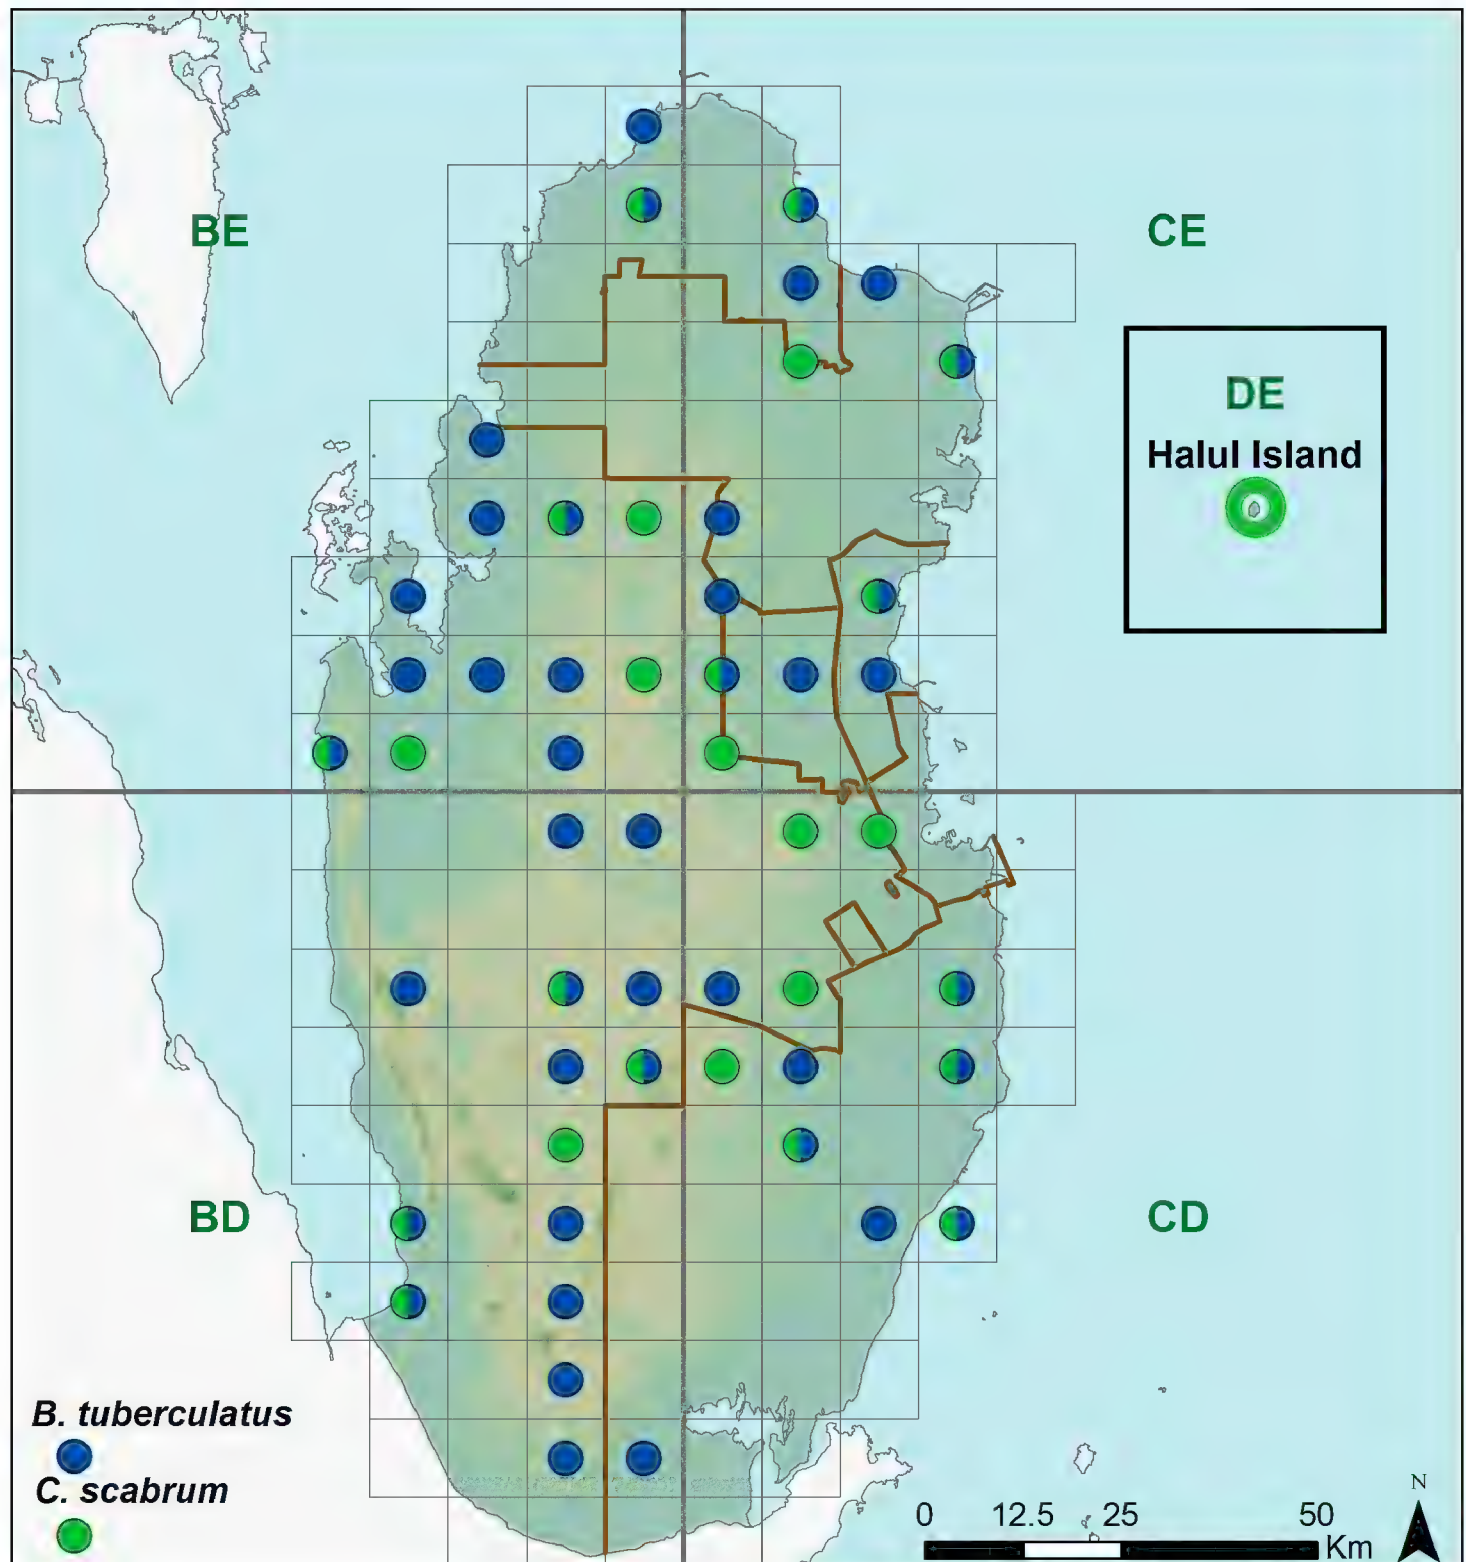 BE
CE
DE
Halul Island
BD
CD
B. tuberculatus
C. scabrum
N
0 12.5 25 50
Km